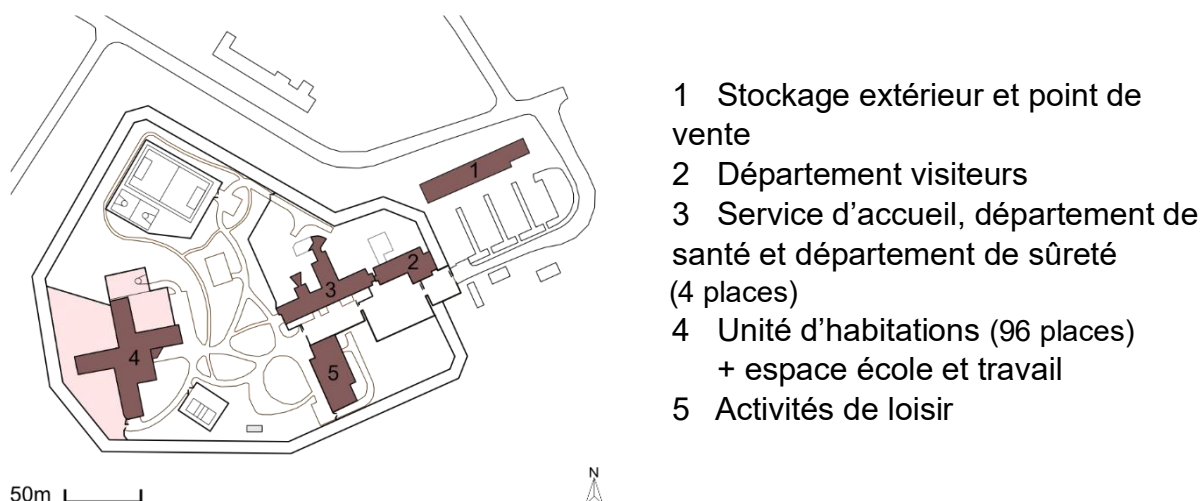 1
2
3
4
5
50m
N
1 Stockage extérieur et point de
vente
2 Département visiteurs
3 Service d’accueil, département de
santé et département de sûreté
(4 places)
4 Unité d’habitations (96 places)
+ espace école et travail
5 Activités de loisir